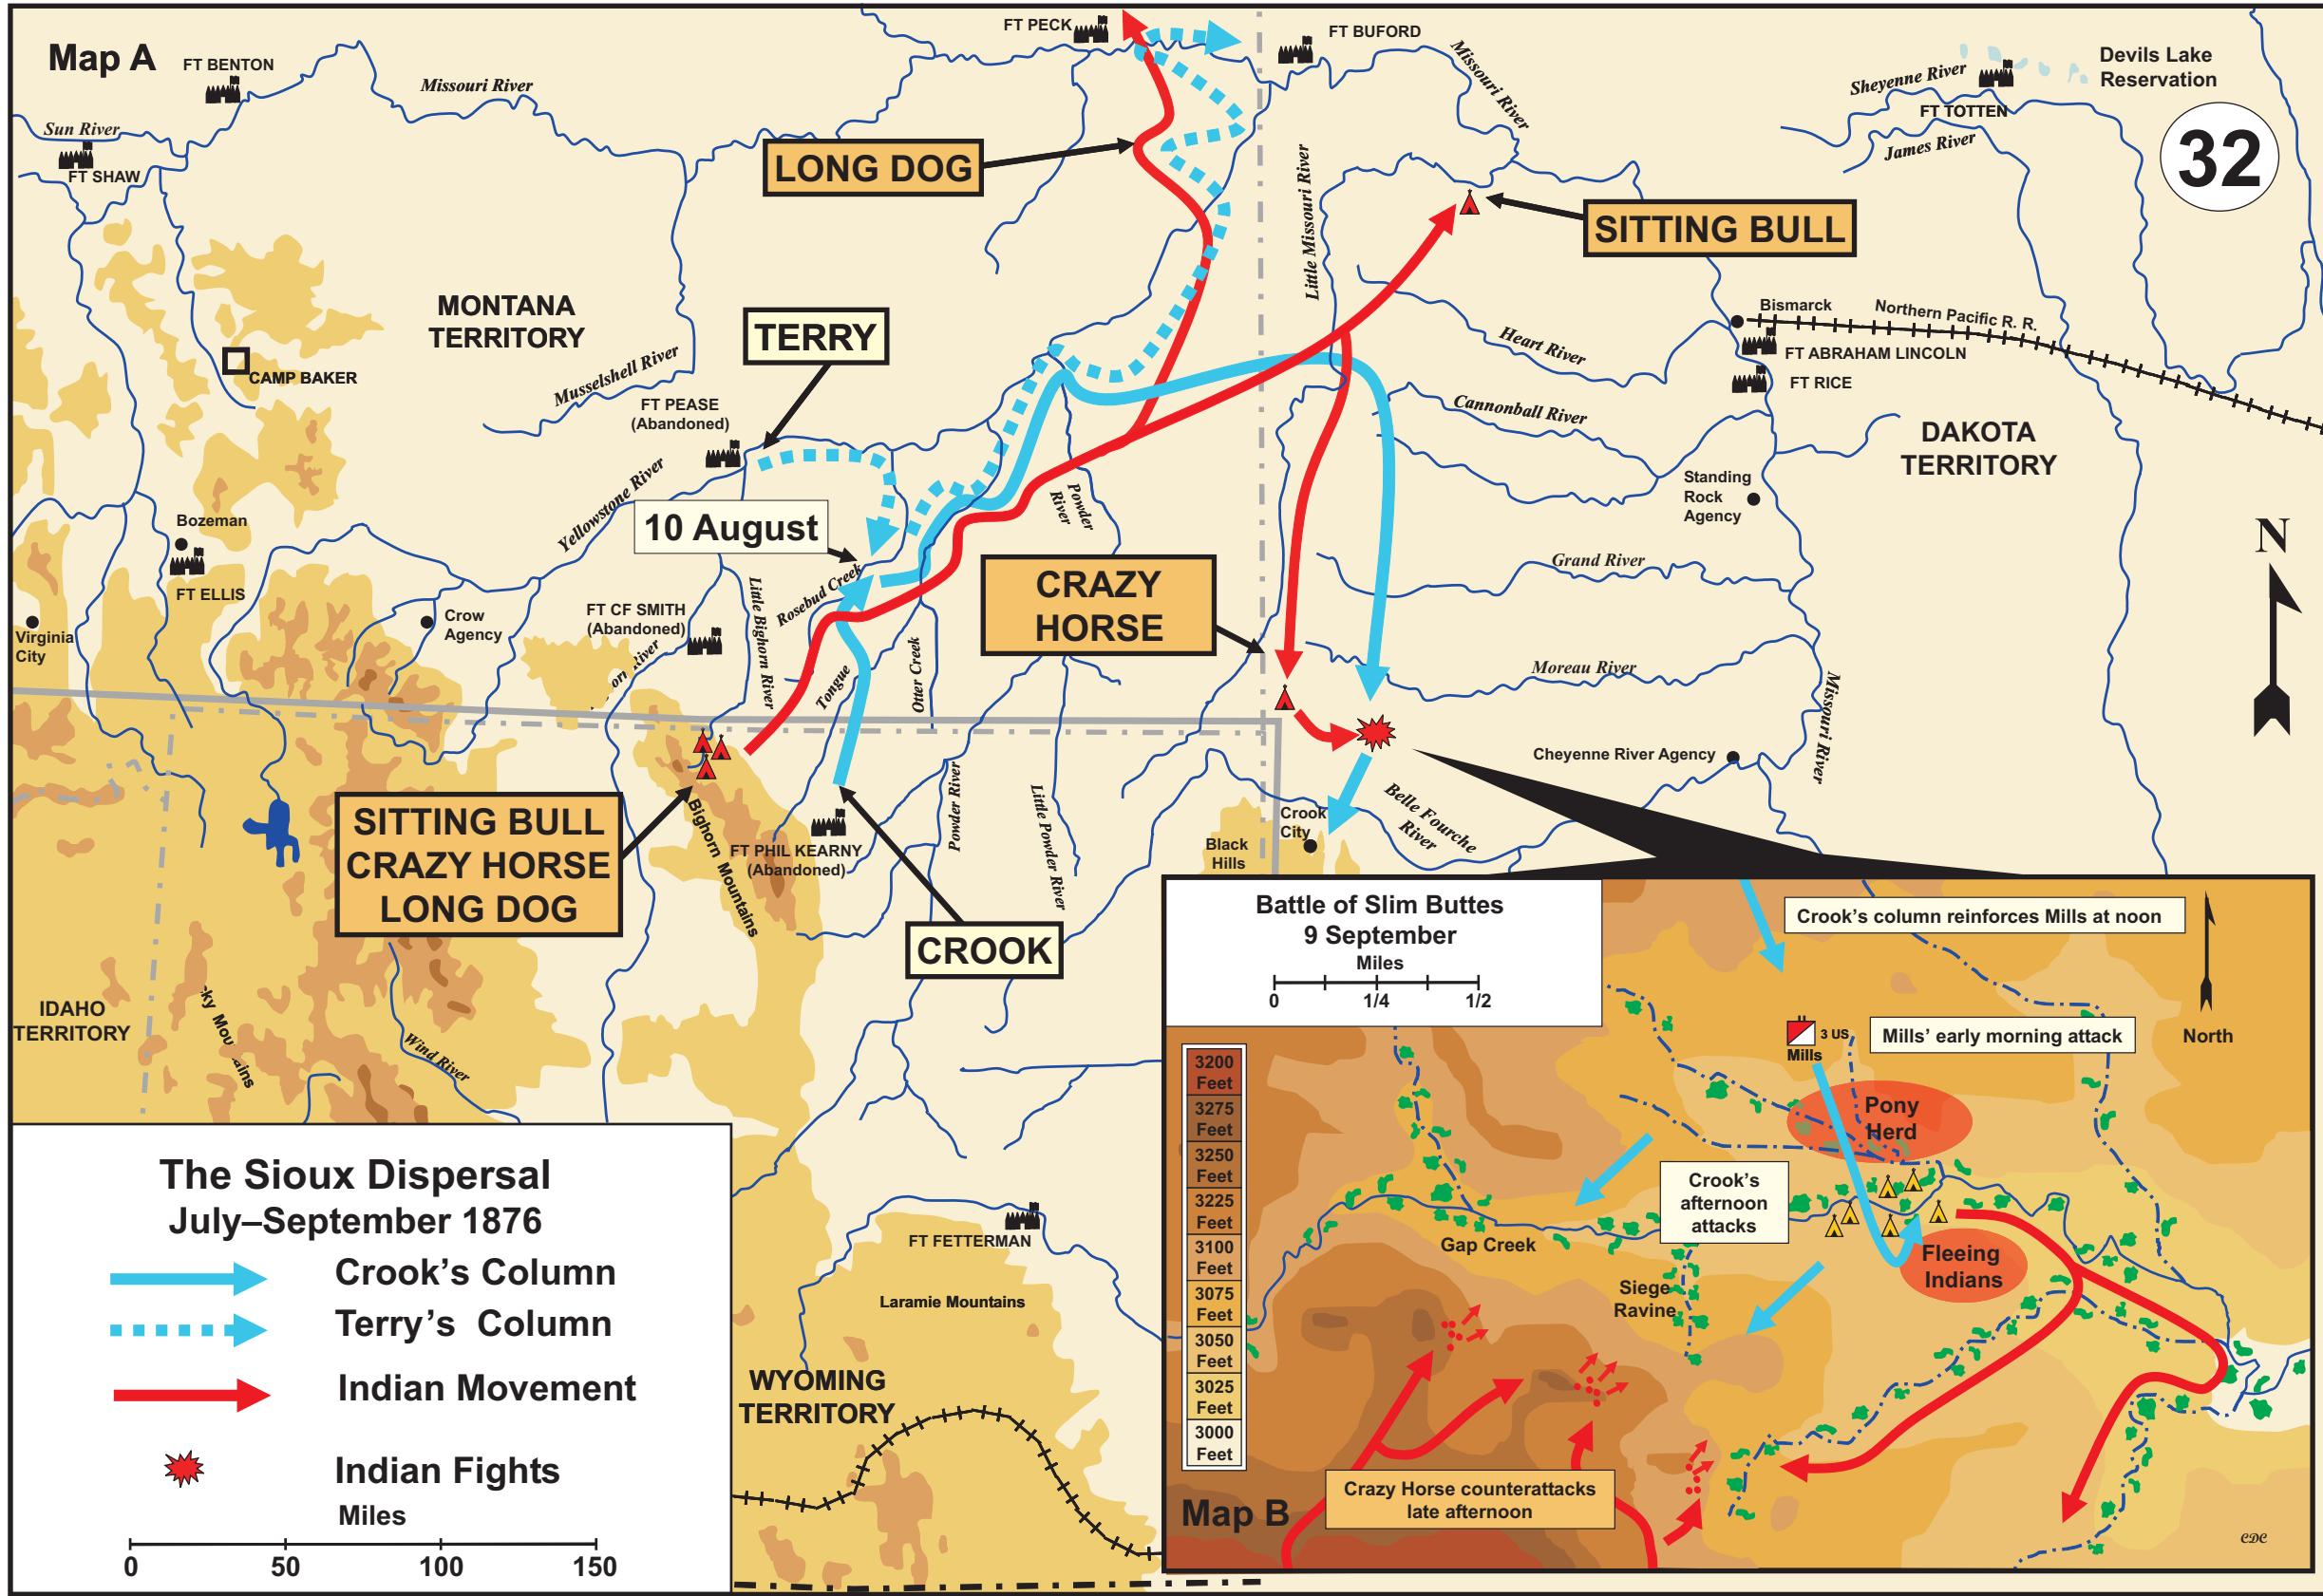 Map A
FT BENTON
Missouri River
Sun River
FT SHAW
FT PECK
FT BUFORD
Missouri River
Sheyenne River
FT TOTTEN
James River
Devils Lake
Reservation
32
LONG DOG
Little Missouri River
SITTING BULL
MONTANA
TERRITORY
CAMP BAKER
Musselshell River
TERRY
FT PEASE
(Abandoned)
Yellowstone River
10 August
Bismarck
Northern Pacific R. R.
FT ABRAHAM LINCOLN
FT RICE
Heart River
Cannonball River
DAKOTA
TERRITORY
Standing
Rock
Agency
Grand River
N
Bozeman
FT ELLIS
Virginia
City
Crow
Agency
FT CF SMITH
(Abandoned)
River
Little Bighorn River
Rosebud Creek
Tongue
Otter Creek
Powder
River
CRAZY
HORSE
Moreau River
Missouri River
Cheyenne River Agency
Belle Fourche
River
Crook
City
Black
Hills
SITTING BULL
CRAZY HORSE
LONG DOG
Bighorn Mountains
FT PHIL KEARNY
(Abandoned)
Powder River
Little Powder River
CROOK
IDAHO
TERRITORY
Wind River
FT FETTERMAN
Laramie Mountains
WYOMING
TERRITORY
The Sioux Dispersal
July–September 1876
Crook's Column
Terry's Column
Indian Movement
Indian Fights
Miles
0 50 100 150
Battle of Slim Buttes
9 September
Miles
0 1/4 1/2
Crook's column reinforces Mills at noon
3 US
Mills
Mills' early morning attack
North
Pony
Herd
Crook's
afternoon
attacks
Fleeing
Indians
Gap Creek
Siege
Ravine
3200
Feet
3275
Feet
3250
Feet
3225
Feet
3100
Feet
3075
Feet
3050
Feet
3025
Feet
3000
Feet
Crazy Horse counterattacks
late afternoon
Map B
CDC